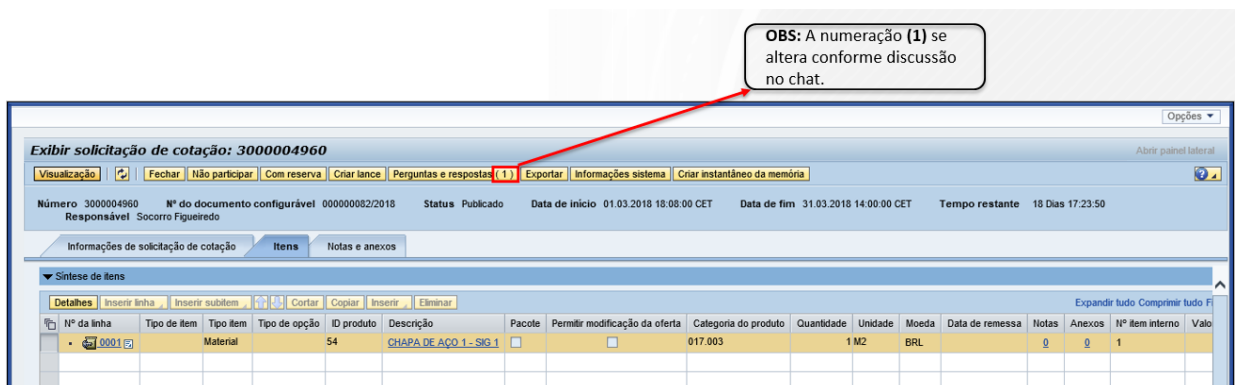 OBS: A numeração (1) se
altera conforme discussão
no chat.
Opções
Exibir solicitação de cotação: 3000004960
Abrir painel lateral
Visualização Fechar Não participar Com reserva Criar lance Perguntas e respostas ( 1 ) Exportar Informações sistema Criar instantâneo da memória
Número 3000004960 Nº do documento configurável 000000082/2018 Status Publicado Data de início 01.03.2018 18:08:00 CET Data de fim 31.03.2018 14:00:00 CET Tempo restante 18 Dias 17:23:50
Responsável Socorro Figueiredo
Informações de solicitação de cotação Itens Notas e anexos
Síntese de itens
Detalhes Inserir linha Inserir subitem Cortar Copiar Inserir Eliminar Expandir tudo Comprimir tudo Fi
Nº da linha Tipo de item Tipo item Tipo de opção ID produto Descrição Pacote Permitir modificação da oferta Categoria do produto Quantidade Unidade Moeda Data de remessa Notas Anexos Nº item interno Valo
0001 Material 54 CHAPA DE AÇO 1 - SIG 1 017.003 1 M2 BRL 0 0 1